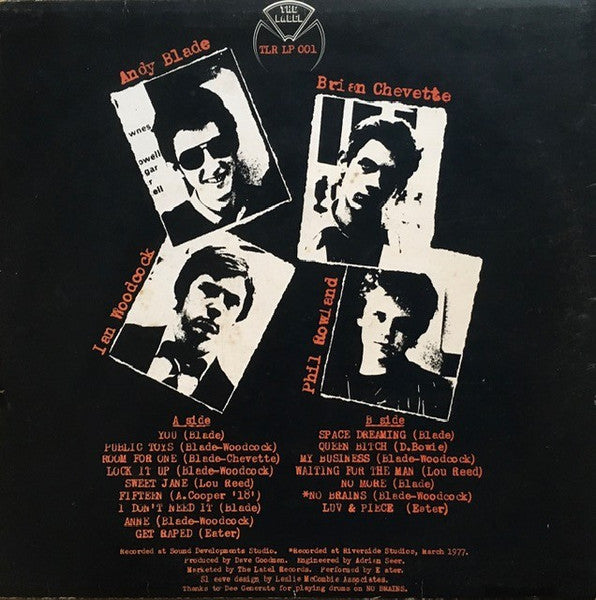 THE
LABEL
TLR LP 001
Andy Blade
Brian Chevette
wnes
owell
gar
r
ell
Ian Woodcock
Phil Rowland
A side
YOU (Blade)
PUBLIC TOYS (Blade-Woodcock)
ROOM FOR ONE (Blade-Chevette)
LOCK IT UP (Blade-Woodcock)
SWEET JANE (Lou Reed)
FIFTEEN (A.Cooper '18')
I DON'T NEED IT (Blade)
ANNE (Blade-Woodcock)
GET RAPED (Eater)
B side
SPACE DREAMING (Blade)
QUEEN BITCH (D.Bowie)
MY BUSINESS (Blade-Woodcock)
WAITING FOR THE MAN (Lou Reed)
NO MORE (Blade)
*NO BRAINS (Blade-Woodcock)
LUV & PIECE (Eater)
Recorded at Sound Developments Studio. *Recorded at Riverside Studios, March 1977.
Produced by Dave Goodman. Engineered by Adrian Seer.
Marketed by The Label Records. Performed by Eater.
Sleeve design by Leslie McCombie Associates.
Thanks to Dee Generate for playing drums on NO BRAINS.